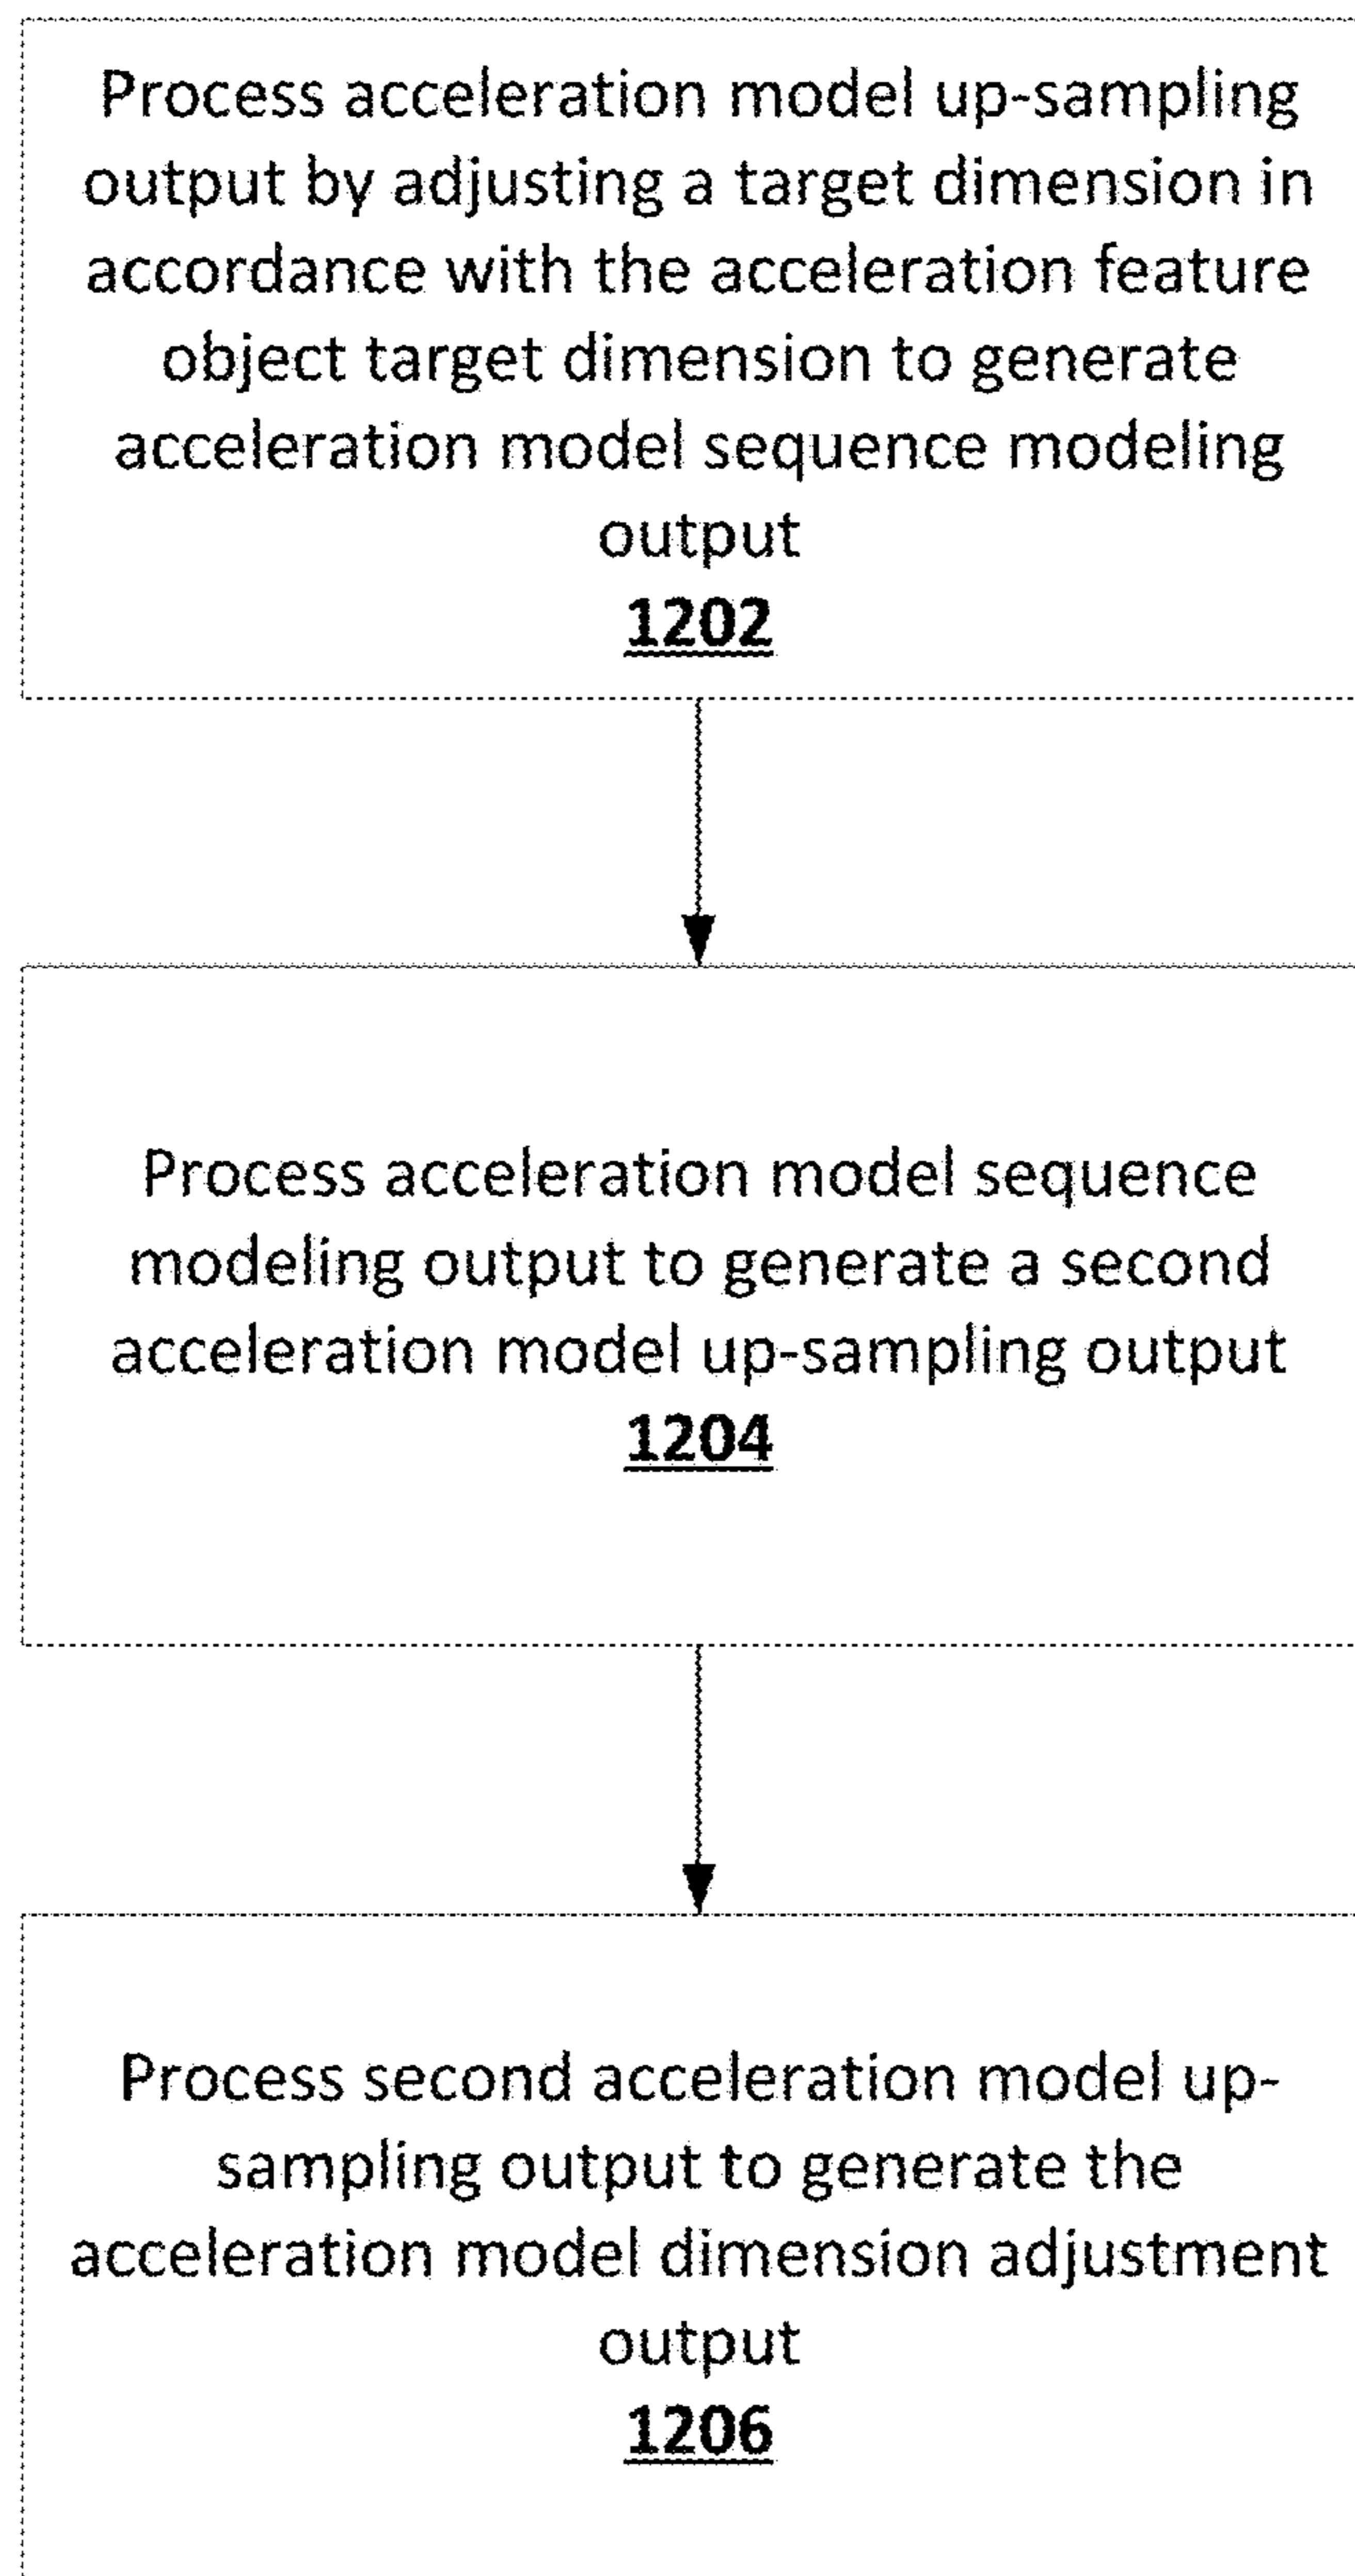 Process acceleration model up-sampling
output by adjusting a target dimension in
accordance with the acceleration feature
object target dimension to generate
acceleration model sequence modeling
output
1202
Process acceleration model sequence
modeling output to generate a second
acceleration model up-sampling output
1204
Process second acceleration model up-
sampling output to generate the
acceleration model dimension adjustment
output
1206